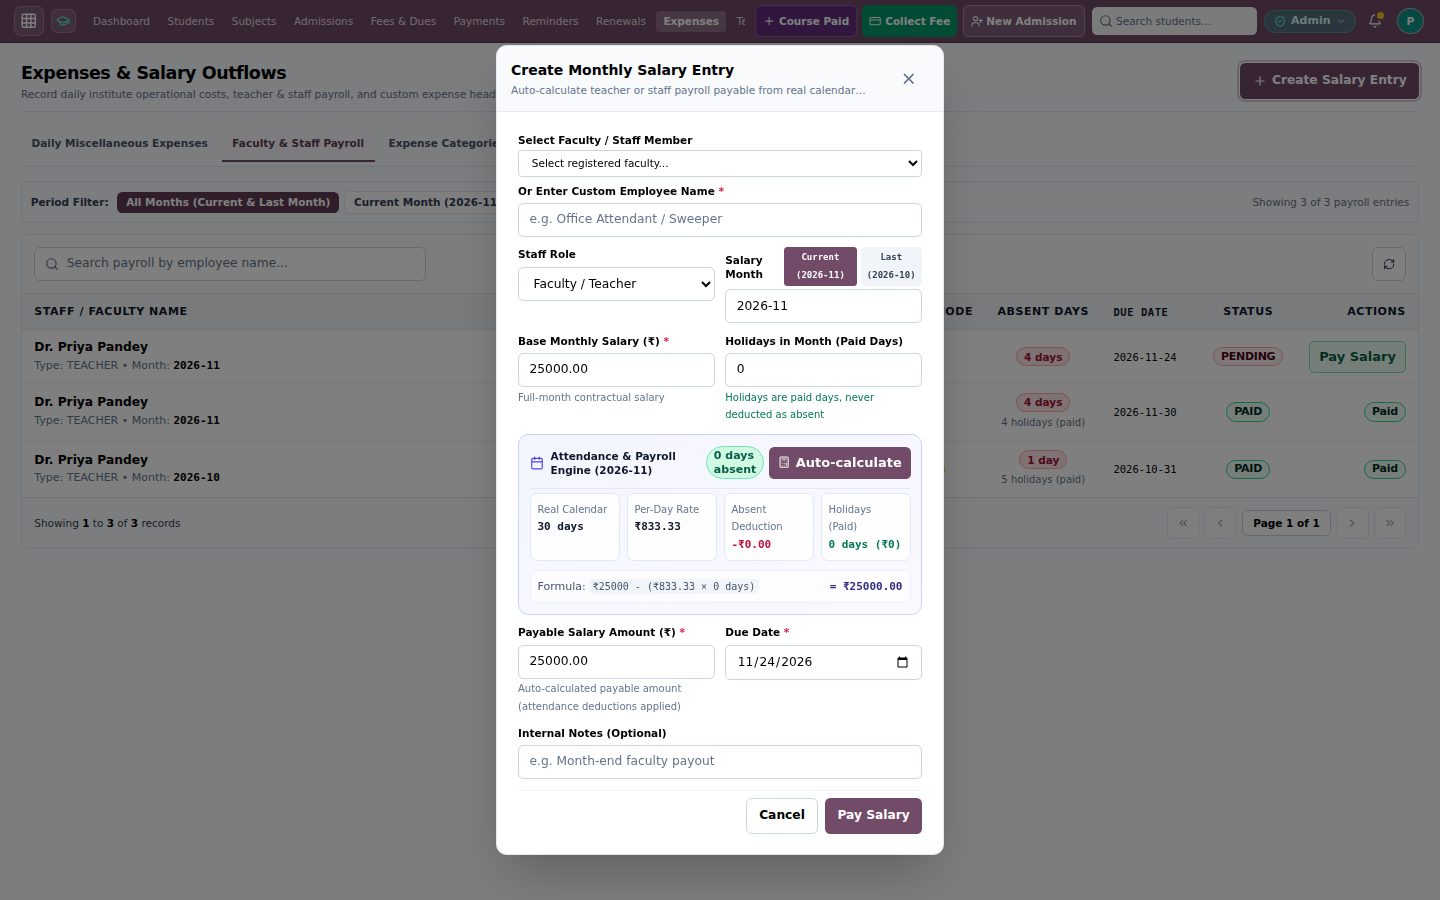 Dashboard Students Subjects Admissions Fees & Dues Payments Reminders Renewals Expenses Course Paid Collect Fee New Admission Search students... Admin P
Expenses & Salary Outflows
Record daily institute operational costs, teacher & staff payroll, and custom expense head
Create Salary Entry
Daily Miscellaneous Expenses Faculty & Staff Payroll
Period Filter: All Months (Current & Last Month) Current Month (2026-11
Showing 3 of 3 payroll entries
Search payroll by employee name...
STAFF / FACULTY NAME ABSENT DAYS DUE DATE STATUS ACTIONS
Dr. Priya Pandey
Type: TEACHER • Month: 2026-11
4 days 2026-11-24 PENDING Pay Salary
Dr. Priya Pandey
Type: TEACHER • Month: 2026-11
4 days
4 holidays (paid)
2026-11-30 PAID Paid
Dr. Priya Pandey
Type: TEACHER • Month: 2026-10
1 day
5 holidays (paid)
2026-10-31 PAID Paid
Showing 1 to 3 of 3 records
« ‹ Page 1 of 1 › »
Create Monthly Salary Entry
Auto-calculate teacher or staff payroll payable from real calendar...
Select Faculty / Staff Member
Select registered faculty...
Or Enter Custom Employee Name *
e.g. Office Attendant / Sweeper
Staff Role
Faculty / Teacher
Salary
Month
Current
(2026-11)
Last
(2026-10)
2026-11
Base Monthly Salary (₹) *
25000.00
Full-month contractual salary
Holidays in Month (Paid Days)
0
Holidays are paid days, never
deducted as absent
Attendance & Payroll
Engine (2026-11)
0 days
absent
Auto-calculate
Real Calendar
30 days
Per-Day Rate
₹833.33
Absent
Deduction
-₹0.00
Holidays
(Paid)
0 days (₹0)
Formula: ₹25000 - (₹833.33 × 0 days) = ₹25000.00
Payable Salary Amount (₹) *
25000.00
Auto-calculated payable amount
(attendance deductions applied)
Due Date *
11/24/2026
Internal Notes (Optional)
e.g. Month-end faculty payout
Cancel Pay Salary